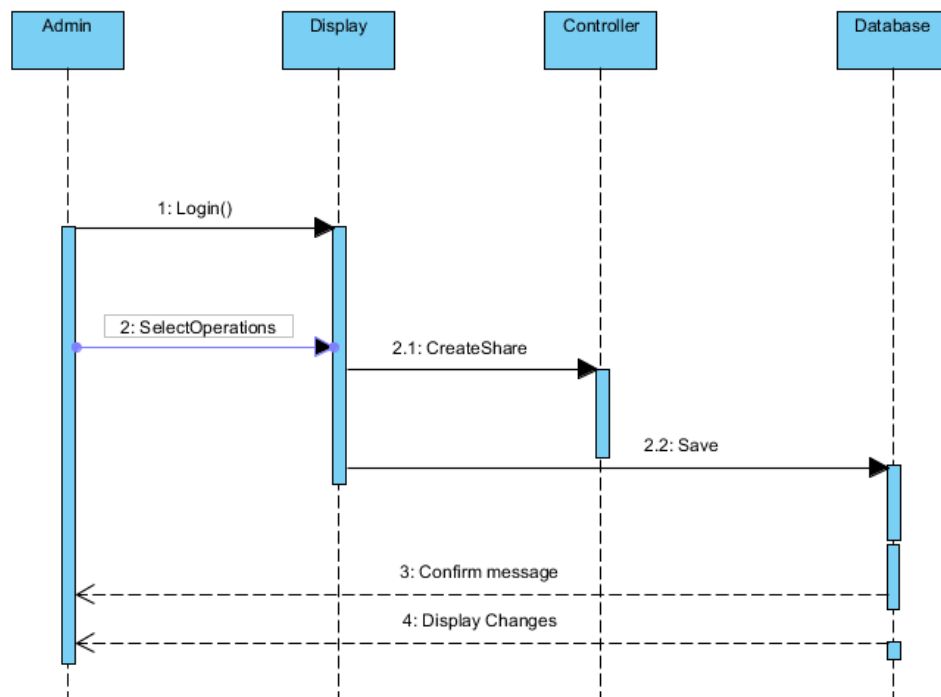 Admin
Display
Controller
Database
1: Login()
2: SelectOperations
2.1: CreateShare
2.2: Save
3: Confirm message
4: Display Changes